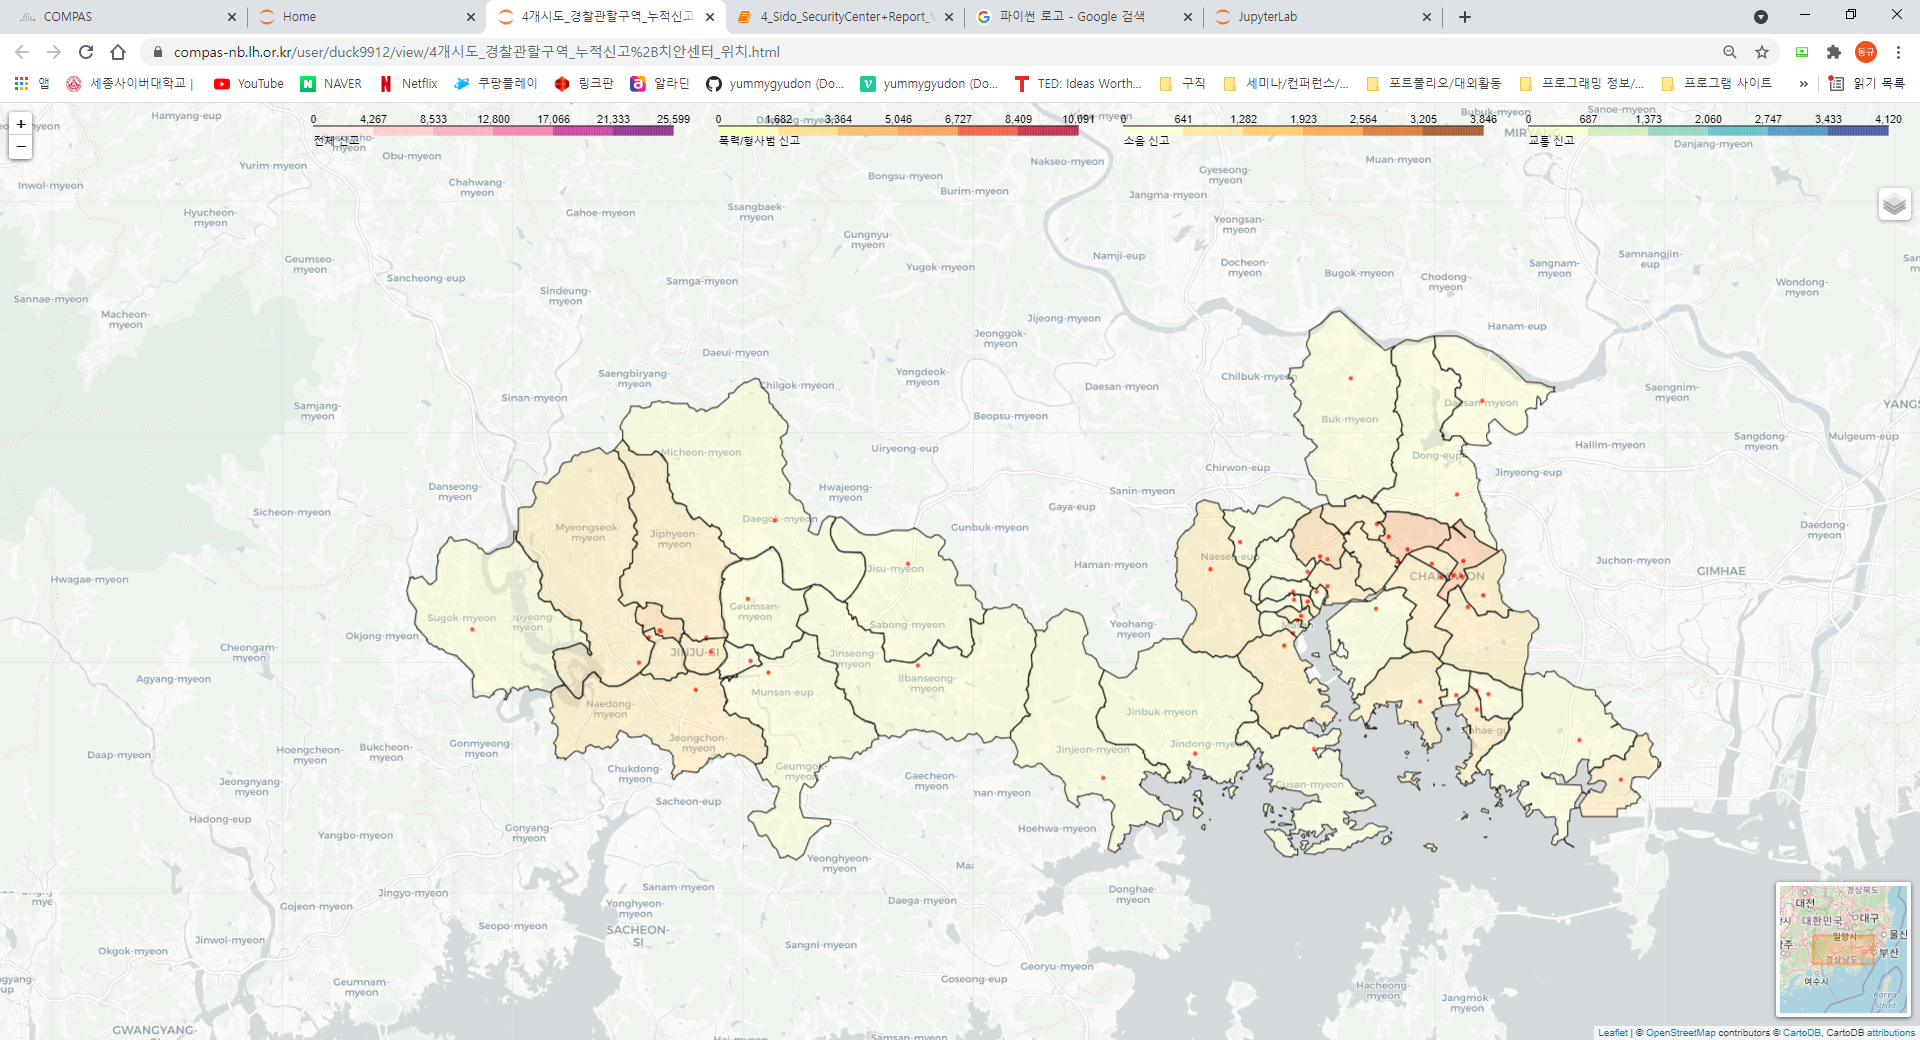 COMPAS
Home
4개시도_경찰관할구역_누적신고
4_Sido_SecurityCenter+Report_
파이썬 로고 - Google 검색
JupyterLab
compas-nb.lh.or.kr/user/duck9912/view/4개시도_경찰관할구역_누적신고%2B치안센터_위치.html
동규
앱
세종사이버대학교 |
YouTube
NAVER
Netflix
쿠팡플레이
링크판
알라딘
yummygyudon (Do...
yummygyudon (Do...
TED: Ideas Worth...
구직
세미나/컨퍼런스/...
포트폴리오/대외활동
프로그래밍 정보/...
프로그램 사이트
»
읽기 목록
+
−
0 4,267 8,533 12,800 17,066 21,333 25,599
전체 신고
0 1,682 3,364 5,046 6,727 8,409 10,091
폭력/형사범 신고
0 641 1,282 1,923 2,564 3,205 3,846
소음 신고
0 687 1,373 2,060 2,747 3,433 4,120
교통 신고
Hamyang-eup
Bubuk-myeon
Sanoe-myeon
Danjang-myeon
Yurim-myeon
Obu-myeon
Inwol-myeon
Chahwang-
myeon
Bongsu-myeon
Burim-myeon
Nakseo-myeon
Jangma-myeon
Gyeseong-
myeon
Muan-myeon
Hyucheon-
myeon
Gahoe-myeon
Ssangbaek-
myeon
Yeongsan-
myeon
Gungnyu-
myeon
Geumseo-
myeon
Sancheong-eup
Samga-myeon
Yugok-myeon
Namji-eup
Docheon-
myeon
Bugok-myeon
Chodong-
myeon
Sangnam-
myeon
Samnangjin-
eup
Wondong-
myeon
Sannae-myeon
Macheon-
myeon
Sindeung-
myeon
Jijeong-myeon
Jeonggok-
myeon
Hanam-eup
Daeui-myeon
Saengbiryang-
myeon
Chilgok-myeon
Yongdeok-
myeon
Daesan-myeon
Chilbuk-myeon
Saengnim-
myeon
Sinan-myeon
Samjang-
myeon
Beopsu-myeon
Buk-myeon
Daesan-myeon
Micheon-myeon
Uiryeong-eup
Dong-eup
Hallim-myeon
Sangdong-
myeon
Mulgeum-eup
Danseong-
myeon
Hwajeong-
myeon
Chirwon-eup
Jinyeong-eup
Sanin-myeon
Sicheon-myeon
Myeongseok-
myeon
Jiphyeon-
myeon
Daegok-myeon
Gunbuk-myeon
Gaya-eup
Daedong-
myeon
Naeseo-eup
Juchon-myeon
Haman-myeon
Jisu-myeon
Hwagae-myeon
CHANGWON
GIMHAE
Sugok-myeon
Geumsan-
myeon
Sabong-myeon
Yeohang-
myeon
Okjong-myeon
Cheongam-
myeon
JINJU-SI
Jinseong-
myeon
Ilbanseong-
myeon
Agyang-myeon
Munsan-eup
Naedong-
myeon
Jinbuk-myeon
Jeongchon-
myeon
Jinjeon-myeon
Daap-myeon
Hoengcheon-
myeon
Bukcheon-
myeon
Gonmyeong-
myeon
Chukdong-
myeon
Gaecheon-
myeon
Gusan-myeon
Jeongnyang-
myeon
Sacheon-eup
Hadong-eup
Yangbo-myeon
Gonyang-
myeon
Hoehwa-myeon
Yeonghyeon-
myeon
Jingyo-myeon
Sanam-myeon
Donghae-
myeon
Gojeon-myeon
Yonghyeon-
myeon
Daega-myeon
Seopo-myeon
SACHEON-
SI
Sangni-myeon
Jinwol-myeon
Okgok-myeon
Georyu-myeon
Goseong-eup
Geumnam-
myeon
Hacheong-
myeon
Jangmok-
myeon
GWANGYANG-
Samsan-myeon
경상북도
대전
대한민국
대구
밀양시
울산
부산
경상남도
여수시
Korea
Strait
Leaflet | © OpenStreetMap contributors © CartoDB, CartoDB attributions